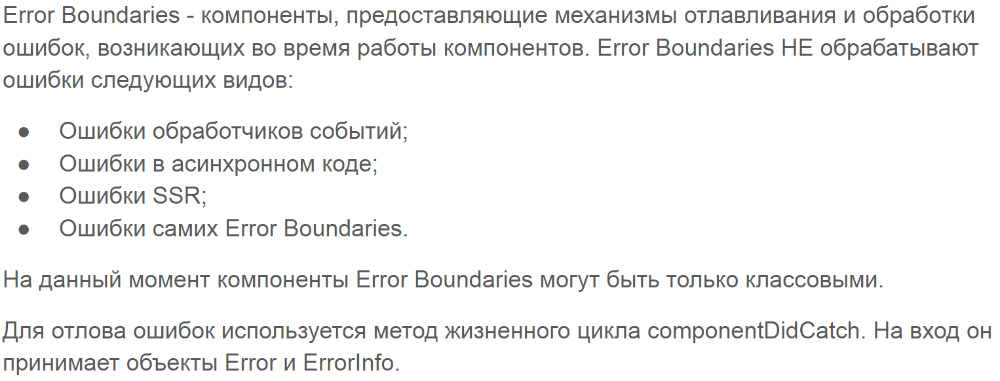 Error Boundaries - компоненты, предоставляющие механизмы отлавливания и обработки
ошибок, возникающих во время работы компонентов. Error Boundaries НЕ обрабатывают
ошибки следующих видов:
● Ошибки обработчиков событий;
● Ошибки в асинхронном коде;
● Ошибки SSR;
● Ошибки самих Error Boundaries.
На данный момент компоненты Error Boundaries могут быть только классовыми.
Для отлова ошибок используется метод жизненного цикла componentDidCatch. На вход он
принимает объекты Error и ErrorInfo.